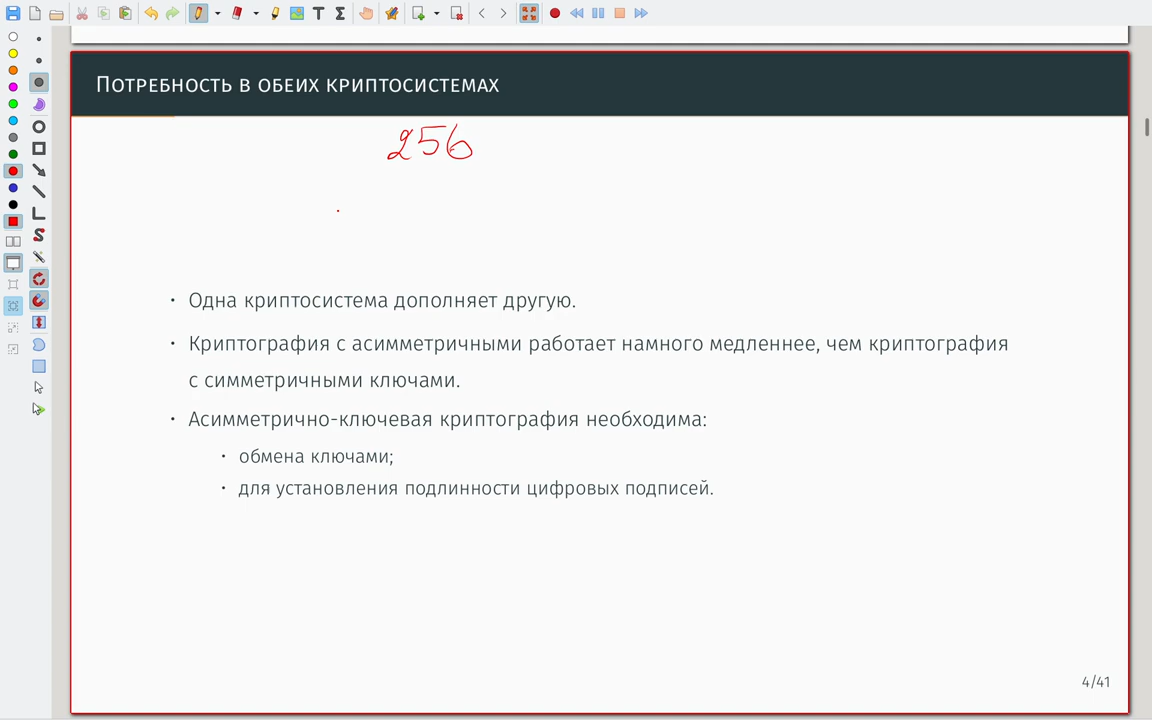 Потребность в обеих криптосистемах
256
• Одна криптосистема дополняет другую.
• Криптография с асимметричными работает намного медленнее, чем криптография
с симметричными ключами.
• Асимметрично-ключевая криптография необходима:
• обмена ключами;
• для установления подлинности цифровых подписей.
4/41